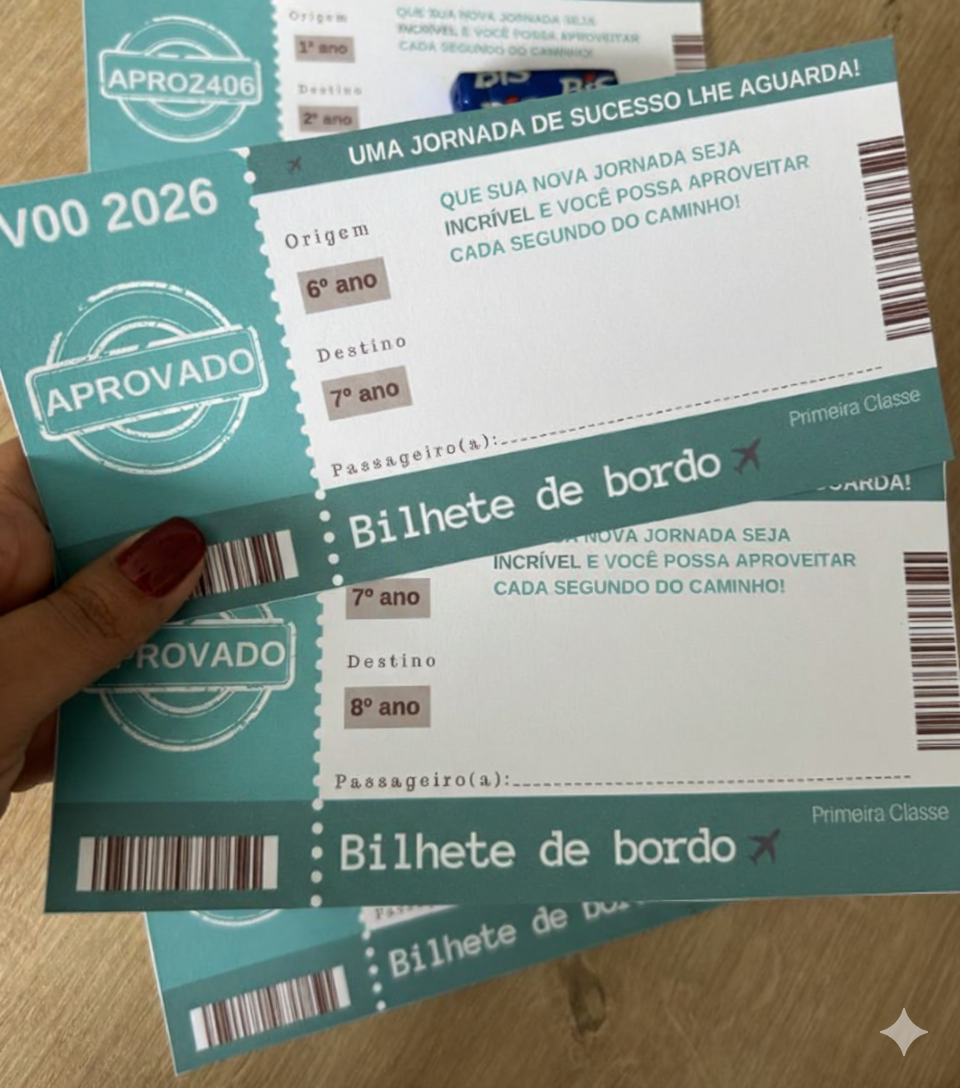 Origem
1º ano
Destino
2º ano
APROZ406
QUE SUA NOVA JORNADA SEJA
INCRÍVEL E VOCÊ POSSA APROVEITAR
CADA SEGUNDO DO CAMINHO!
BIS
BIS
UMA JORNADA DE SUCESSO LHE AGUARDA!
V00 2026
APROVADO
Origem
6º ano
Destino
7º ano
QUE SUA NOVA JORNADA SEJA
INCRÍVEL E VOCÊ POSSA APROVEITAR
CADA SEGUNDO DO CAMINHO!
Passageiro(a):
Primeira Classe
Bilhete de bordo
UARDA!
NOVA JORNADA SEJA
INCRÍVEL E VOCÊ POSSA APROVEITAR
CADA SEGUNDO DO CAMINHO!
7º ano
PROVADO
Destino
8º ano
Passageiro(a):
Primeira Classe
Bilhete de bordo
Bilhete de